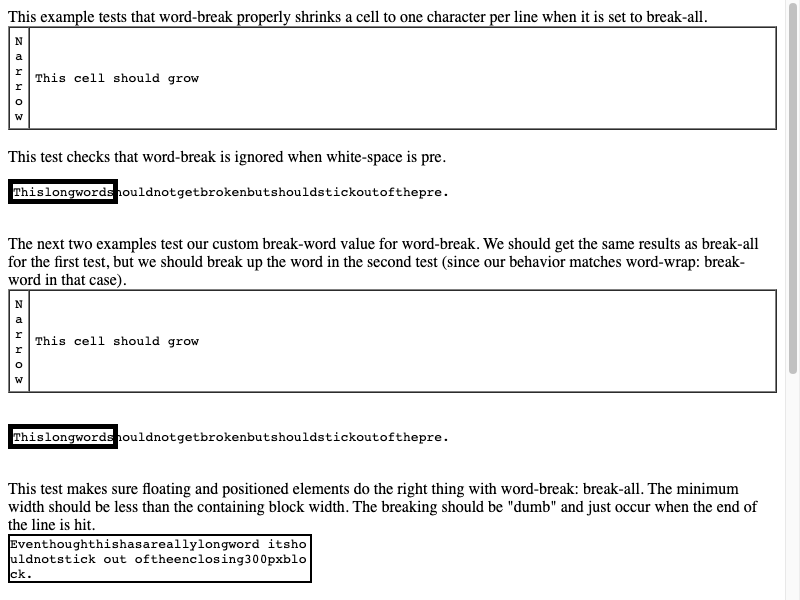 This example tests that word-break properly shrinks a cell to one character per line when it is set to break-all.
N
a
r
r
o
w
This cell should grow
This test checks that word-break is ignored when white-space is pre.
Thislongwordshouldnotgetbrokenbutshouldstickoutofthepre.
The next two examples test our custom break-word value for word-break. We should get the same results as break-all
for the first test, but we should break up the word in the second test (since our behavior matches word-wrap: break-
word in that case).
N
a
r
r
o
w
This cell should grow
Thislongwordshouldnotgetbrokenbutshouldstickoutofthepre.
This test makes sure floating and positioned elements do the right thing with word-break: break-all. The minimum
width should be less than the containing block width. The breaking should be "dumb" and just occur when the end of
the line is hit.
Eventhoughthishasareallylongword itsho
uldnotstick out oftheenclosing300pxblo
ck.